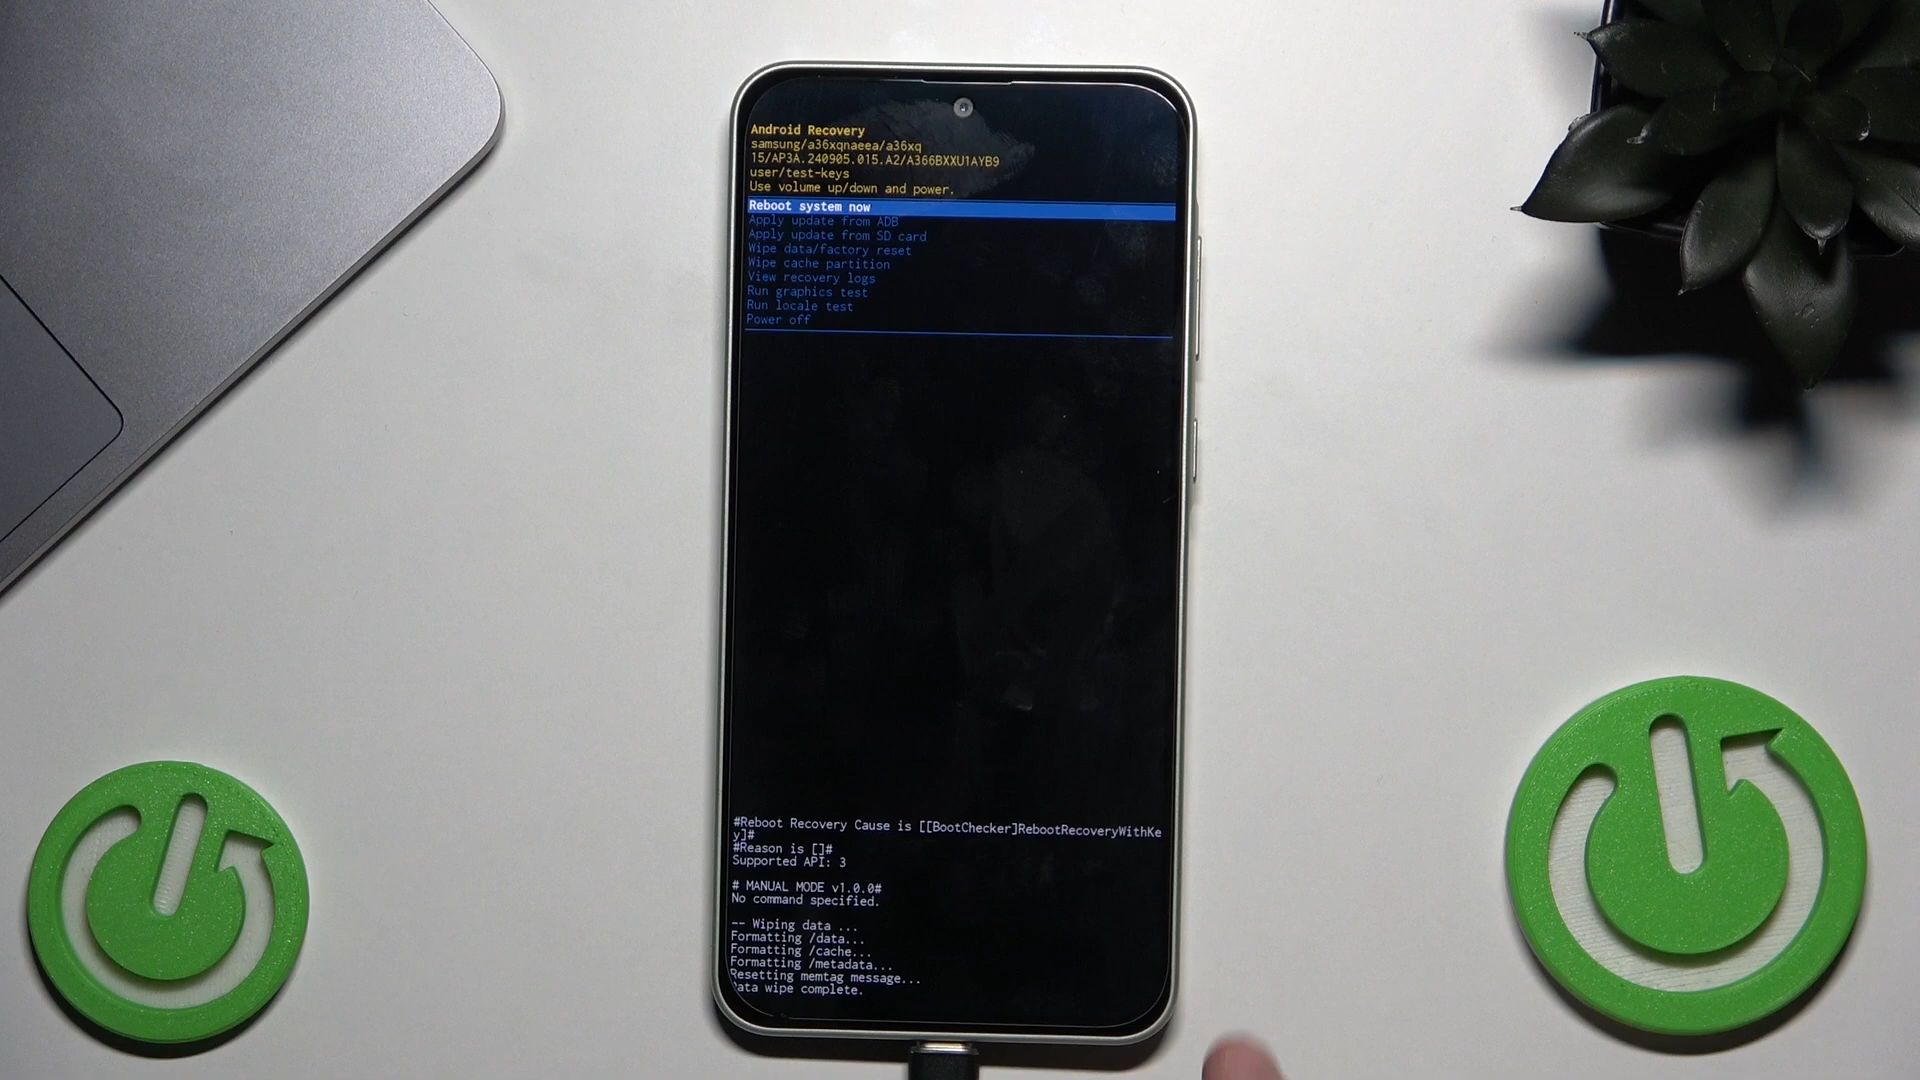 Android Recovery
samsung/a36xqnaeea/a36xq
15/AP3A.240905.015.A2/A366BXXU1AYB9
user/test-keys
Use volume up/down and power.
Reboot system now
Apply update from ADB
Apply update from SD card
Wipe data/factory reset
Wipe cache partition
View recovery logs
Run graphics test
Run locale test
Power off
#Reboot Recovery Cause is [[BootChecker]RebootRecoveryWithKe
y]#
#Reason is []#
Supported API: 3
# MANUAL MODE v1.0.0#
No command specified.
-- Wiping data ...
Formatting /data...
Formatting /cache...
Formatting /metadata...
Resetting memtag message...
Data wipe complete.